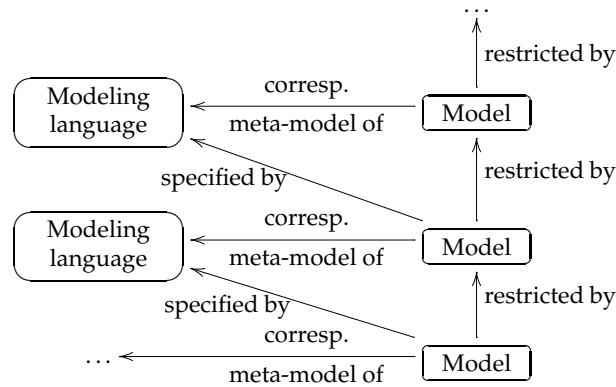 ...
restricted by
Modeling
language
corresp.
meta-model of
Model
specified by
restricted by
Modeling
language
corresp.
meta-model of
Model
specified by
restricted by
...
corresp.
meta-model of
Model